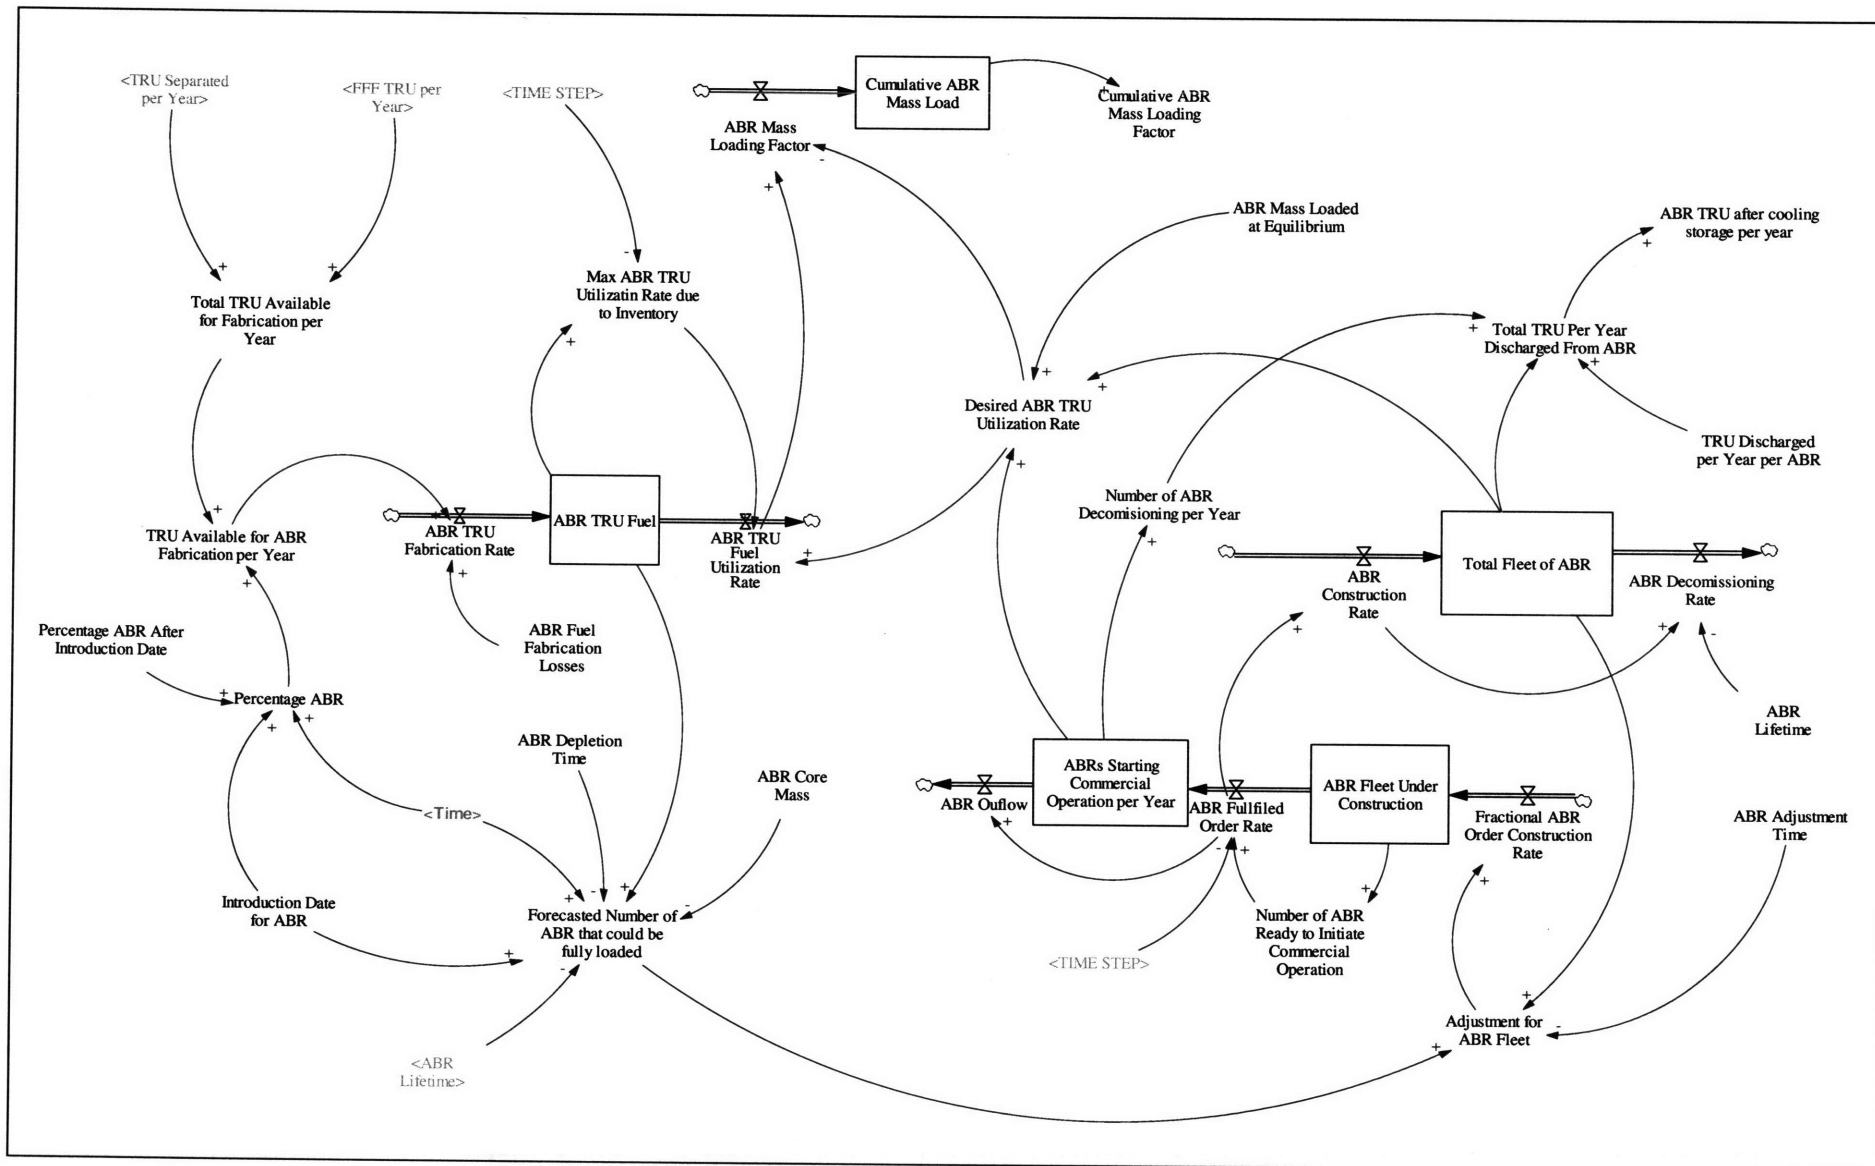 <TRU Separated
per Year>
<FFF TRU per
Year>
<TIME STEP>
Cumulative ABR
Mass Load
Cumulative ABR
Mass Loading
Factor
ABR Mass
Loading Factor
ABR Mass Loaded
at Equilibrium
ABR TRU after cooling
storage per year
Total TRU Available
for Fabrication per
Year
Max ABR TRU
Utilizatin Rate due
to Inventory
Total TRU Per Year
Discharged From ABR
Desired ABR TRU
Utilization Rate
TRU Discharged
per Year per ABR
Number of ABR
Decomisioning per Year
TRU Available for ABR
Fabrication per Year
ABR TRU
Fabrication Rate
ABR TRU Fuel
ABR TRU
Fuel
Utilization
Rate
Total Fleet of ABR
ABR
Construction
Rate
ABR Decomissioning
Rate
Percentage ABR After
Introduction Date
ABR Fuel
Fabrication
Losses
Percentage ABR
ABR
Lifetime
ABR Depletion
Time
ABR Core
Mass
ABRs Starting
Commercial
Operation per Year
ABR Fleet Under
Construction
<Time>
ABR Ouflow
ABR Fullfiled
Order Rate
Fractional ABR
Order Construction
Rate
ABR Adjustment
Time
Introduction Date
for ABR
Forecasted Number of
ABR that could be
fully loaded
Number of ABR
Ready to Initiate
Commercial
Operation
<TIME STEP>
Adjustment for
ABR Fleet
<ABR
Lifetime>